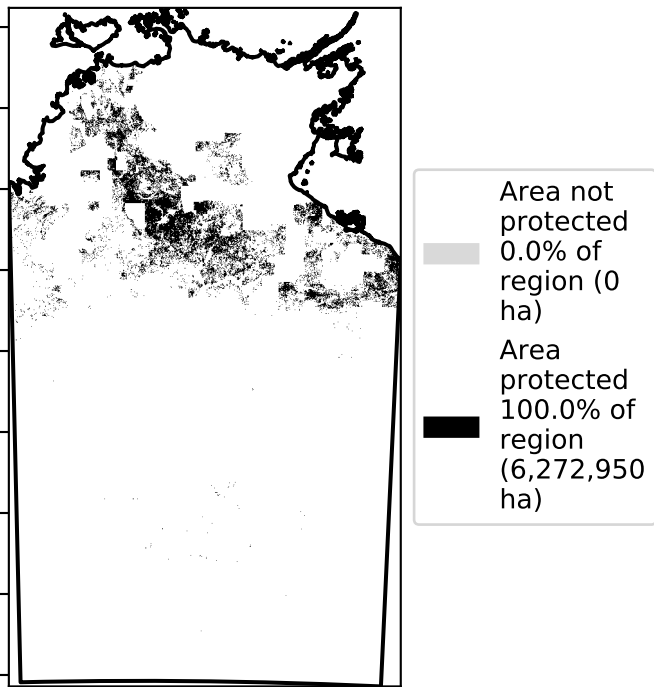 Area not
protected
0.0% of
region (0
ha)
Area
protected
100.0% of
region
(6,272,950
ha)